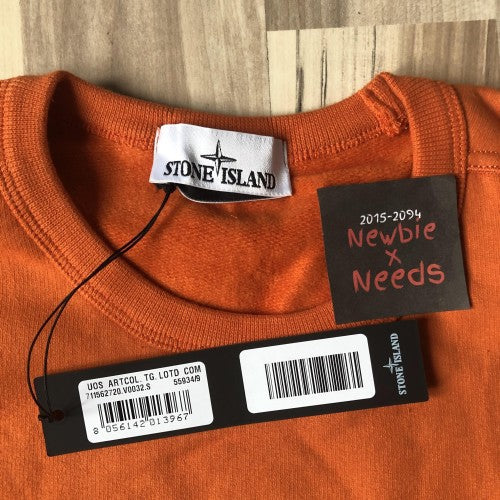 STONE ISLAND
2015-2094
Newbie
x
Needs
UOS ARTCOL. TG. LOTD COM
711562720.V0032.S 55934/9
8 056142 013967
STONE ISLAND